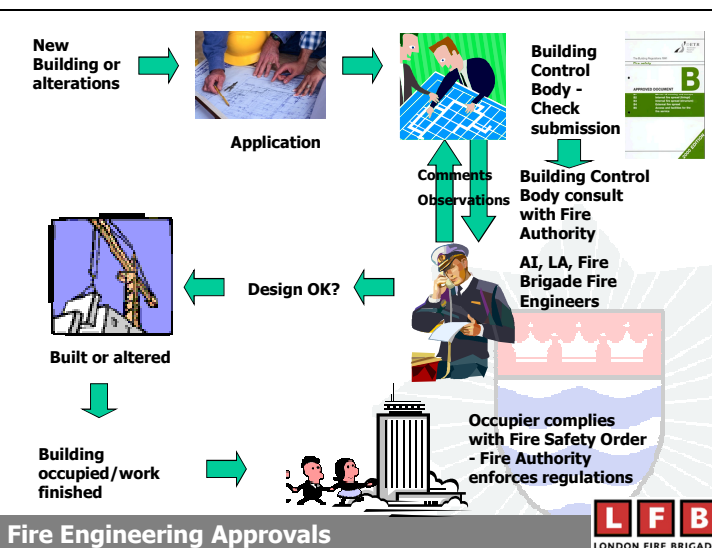 New
Building or
alterations
Application
Building
Control
Body -
Check
submission
APPROVED DOCUMENT
B
Comments
Observations
Building Control
Body consult
with Fire
Authority
AI, LA, Fire
Brigade Fire
Engineers
Design OK?
Built or altered
Building
occupied/work
finished
Occupier complies
with Fire Safety Order
- Fire Authority
enforces regulations
Fire Engineering Approvals
L F B
LONDON FIRE BRIGAD